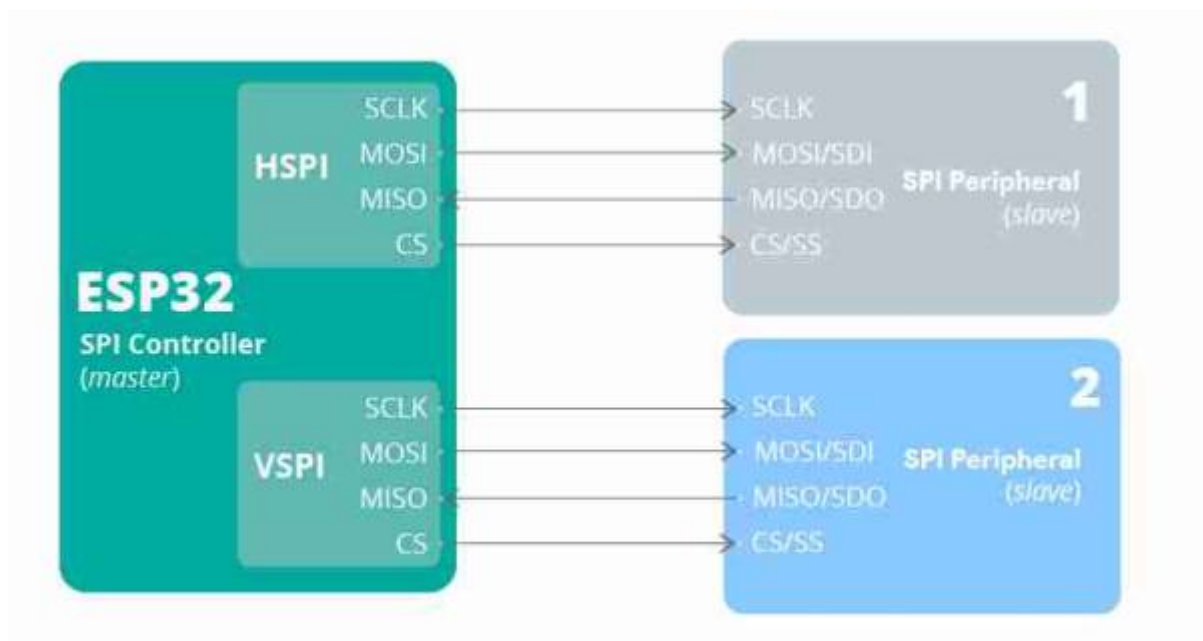 ESP32
SPI Controller
(master)
HSPI
SCLK
MOSI
MISO
CS
VSPI
SCLK
MOSI
MISO
CS
1
SPI Peripheral
(slave)
SCLK
MOSI/SDI
MISO/SDO
CS/SS
2
SPI Peripheral
(slave)
SCLK
MOSI/SDI
MISO/SDO
CS/SS